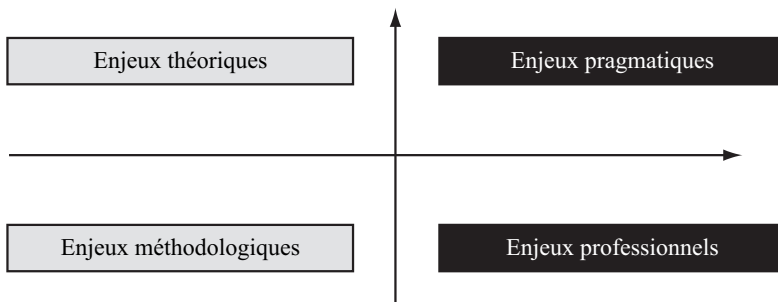 Enjeux théoriques
Enjeux pragmatiques
Enjeux méthodologiques
Enjeux professionnels